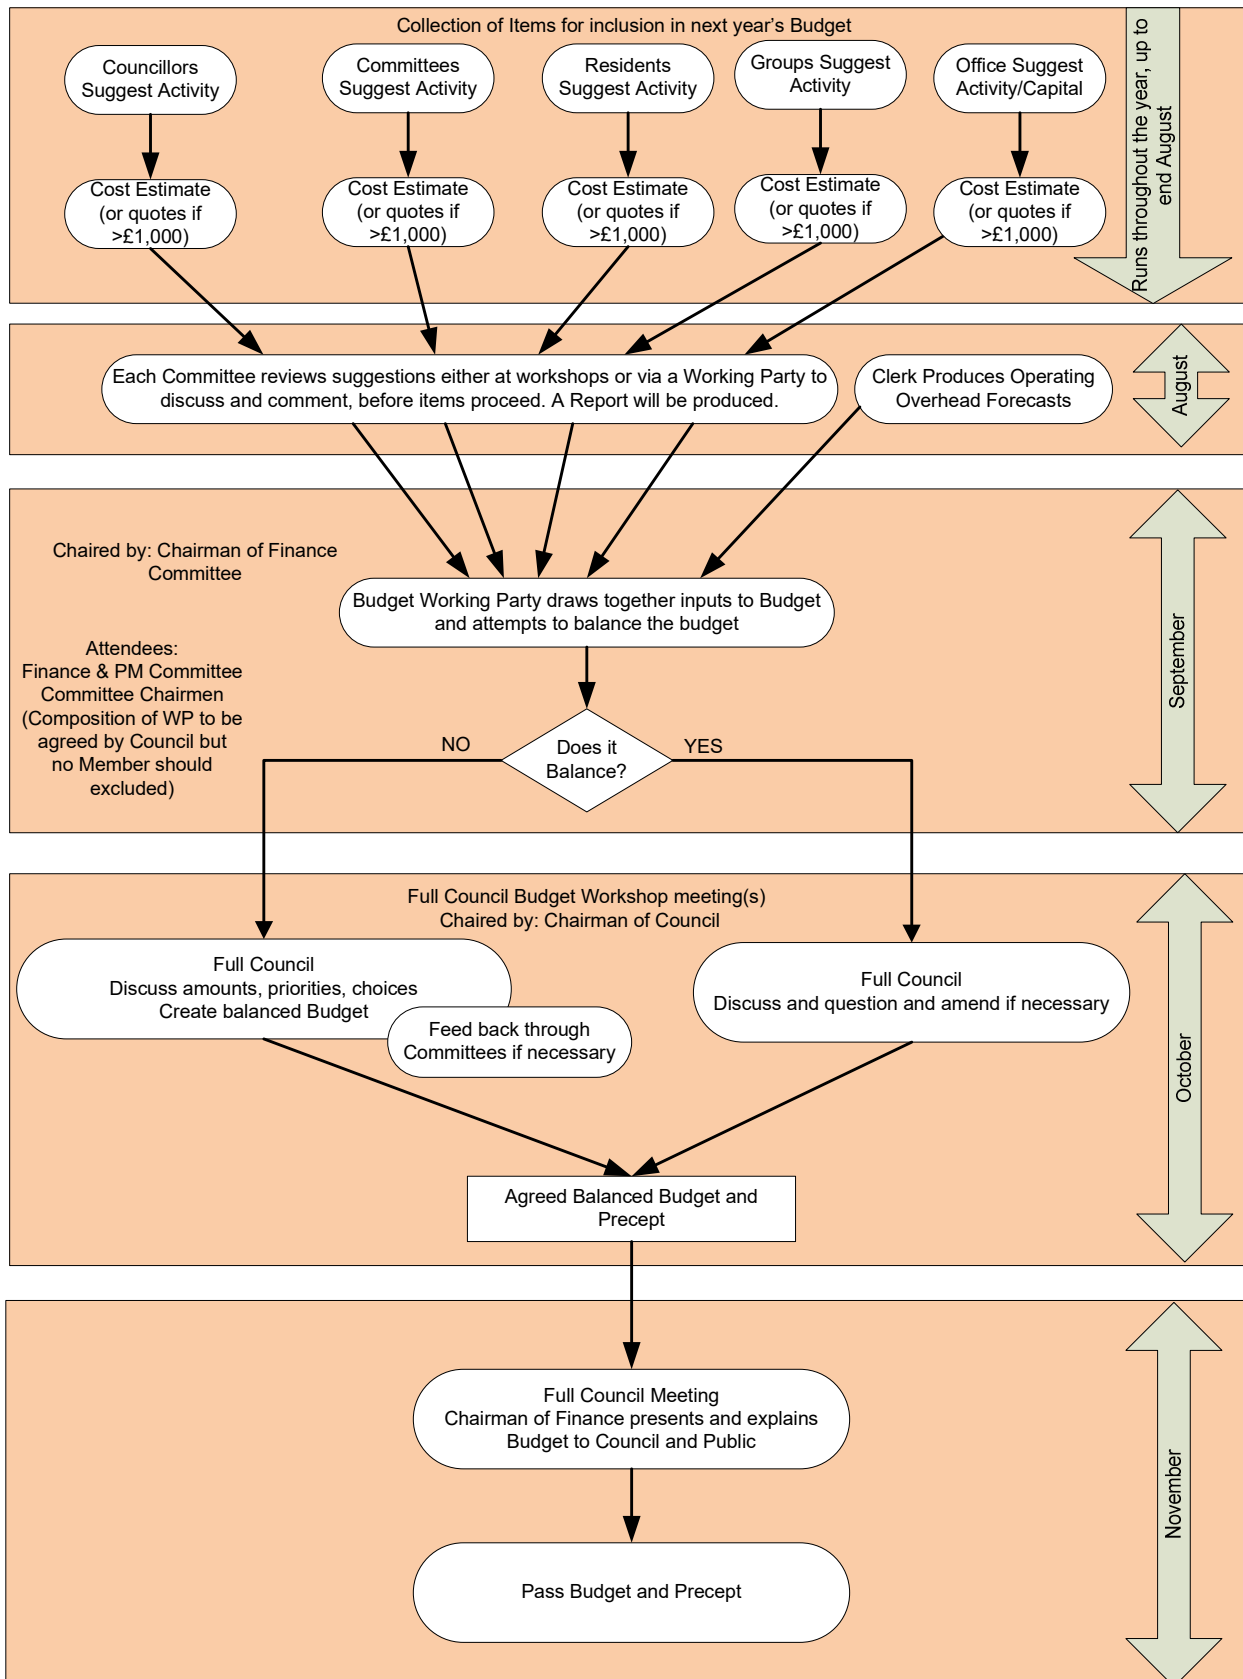 Collection of Items for inclusion in next year's Budget
Councillors
Suggest Activity
Committees
Suggest Activity
Residents
Suggest Activity
Groups Suggest
Activity
Office Suggest
Activity/Capital
Runs throughout the year, up to
end August
Cost Estimate
(or quotes if
>£1,000)
Cost Estimate
(or quotes if
>£1,000)
Cost Estimate
(or quotes if
>£1,000)
Cost Estimate
(or quotes if
>£1,000)
Cost Estimate
(or quotes if
>£1,000)
Each Committee reviews suggestions either at workshops or via a Working Party to
discuss and comment, before items proceed. A Report will be produced.
Clerk Produces Operating
Overhead Forecasts
August
Chaired by: Chairman of Finance
Committee
Budget Working Party draws together inputs to Budget
and attempts to balance the budget
Attendees:
Finance & PM Committee
Committee Chairmen
(Composition of WP to be
agreed by Council but
no Member should
excluded)
September
NO
Does it
Balance?
YES
Full Council Budget Workshop meeting(s)
Chaired by: Chairman of Council
Full Council
Discuss amounts, priorities, choices
Create balanced Budget
Feed back through
Committees if necessary
Full Council
Discuss and question and amend if necessary
October
Agreed Balanced Budget and
Precept
Full Council Meeting
Chairman of Finance presents and explains
Budget to Council and Public
November
Pass Budget and Precept